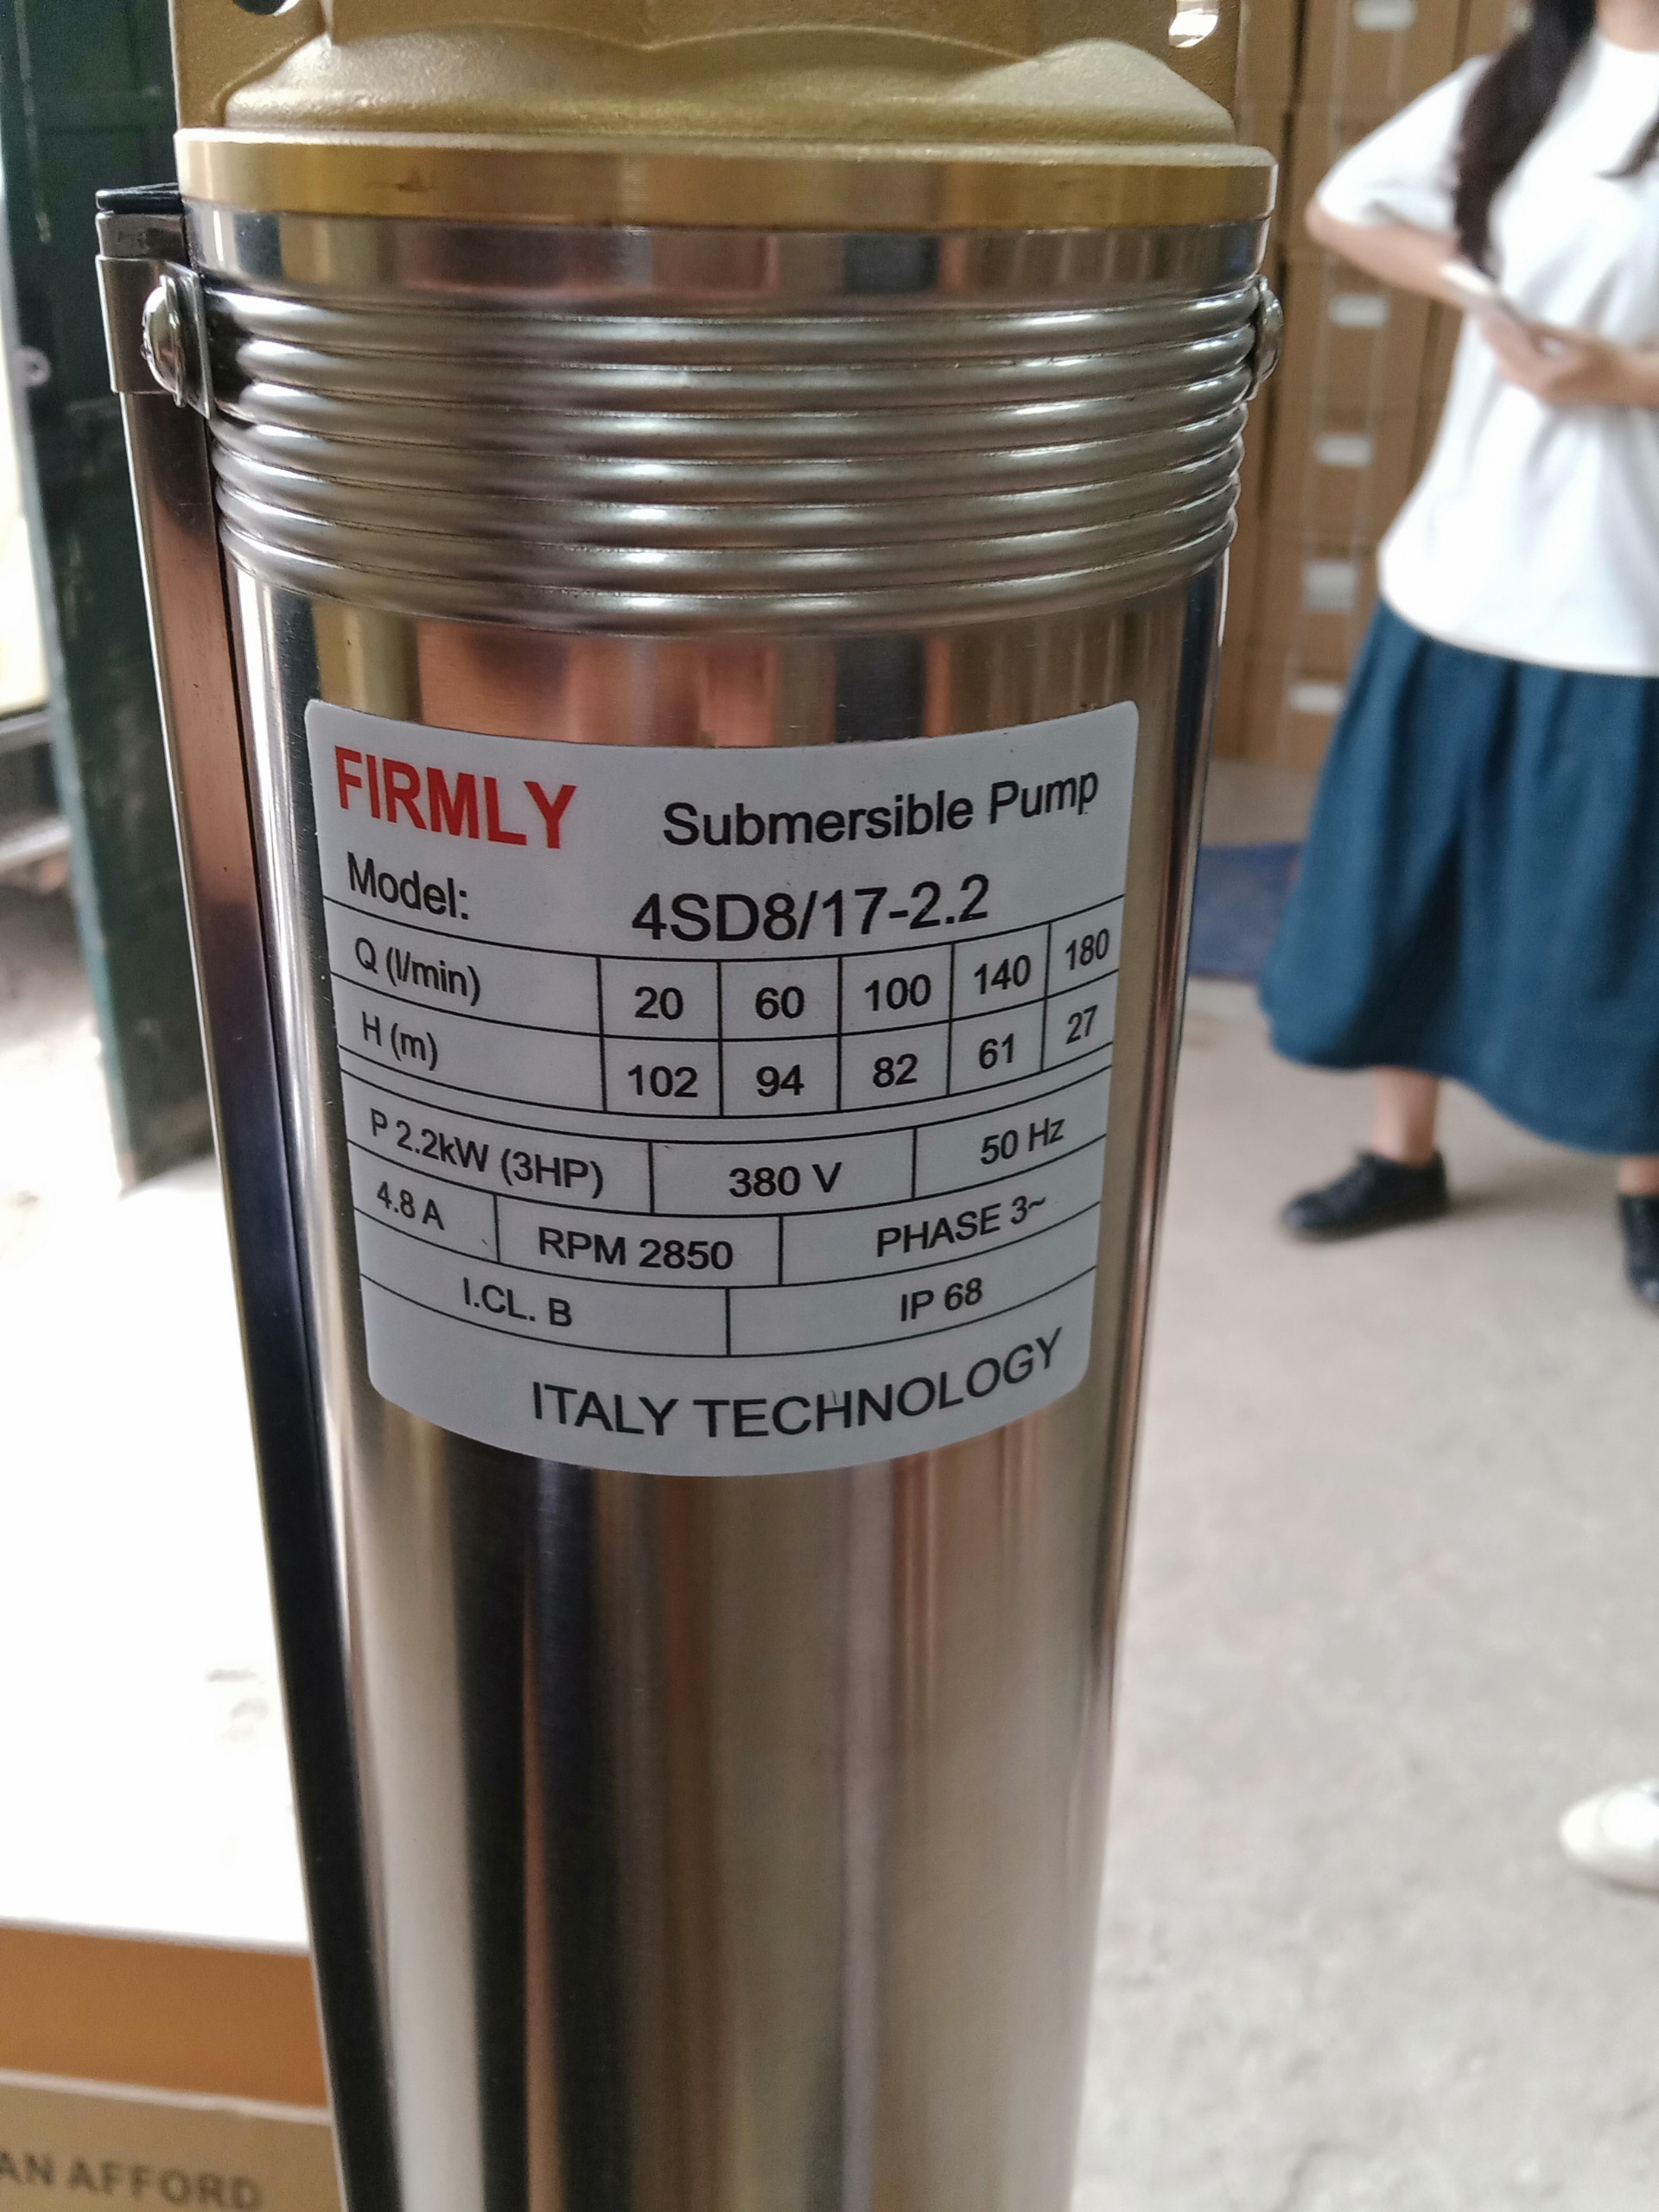 FIRMLY Submersible Pump
Model: 4SD8/17-2.2
Q (l/min) 20 60 100 140 180
H (m) 102 94 82 61 27
P 2.2kW (3HP) 380 V 50 Hz
4.8 A RPM 2850 PHASE 3~
I.CL. B IP 68
ITALY TECHNOLOGY
AN AFFORD